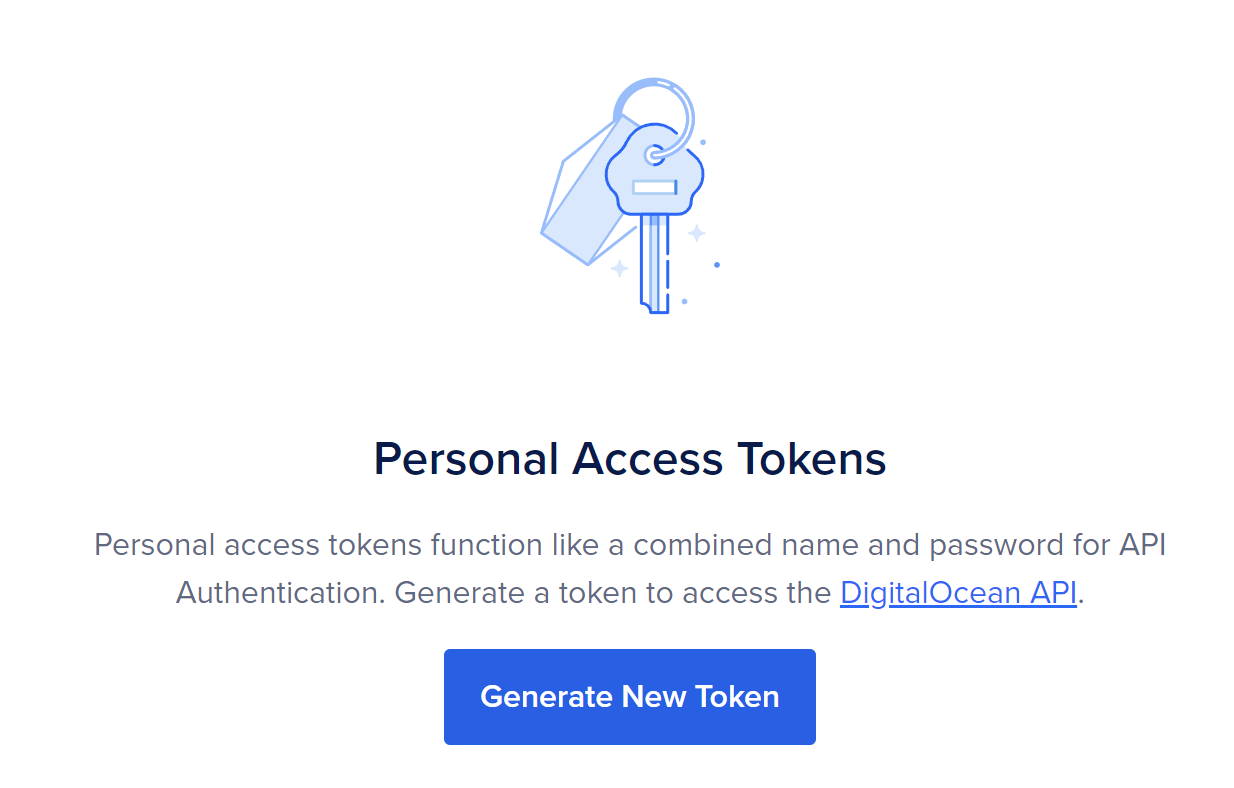 Personal Access Tokens
Personal access tokens function like a combined name and password for API
Authentication. Generate a token to access the DigitalOcean API.
Generate New Token